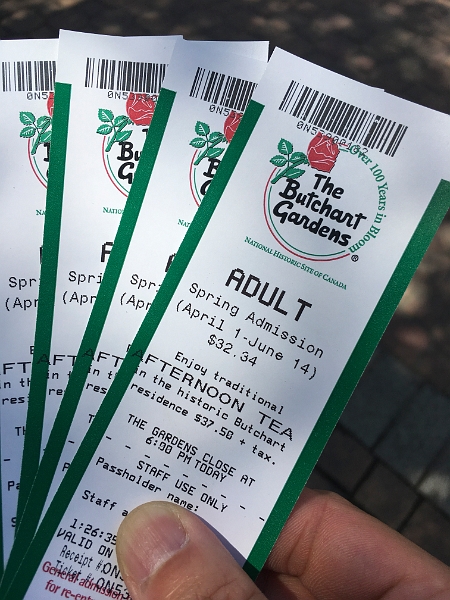 The
Butchart
Gardens
®
Over 100 Years in Bloom
NATIONAL HISTORIC SITE OF CANADA
ADULT
Spring Admission
(April 1-June 14)
$32.34
Enjoy traditional
AFTERNOON TEA
in the historic Butchart
residence $37.50 + tax.
THE GARDENS CLOSE AT
6:00 PM TODAY
STAFF USE ONLY
Passholder name:
Staff
1:26:35
VALID ON
Receipt #:
Ticket #:
General admission
for